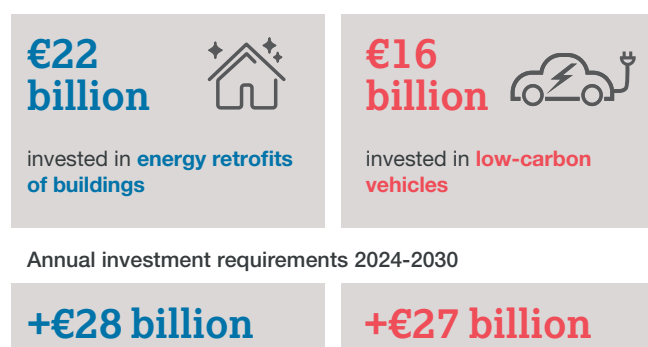 €22
billion
invested in energy retrofits
of buildings
€16
billion
invested in low-carbon
vehicles
Annual investment requirements 2024-2030
+€28 billion
+€27 billion